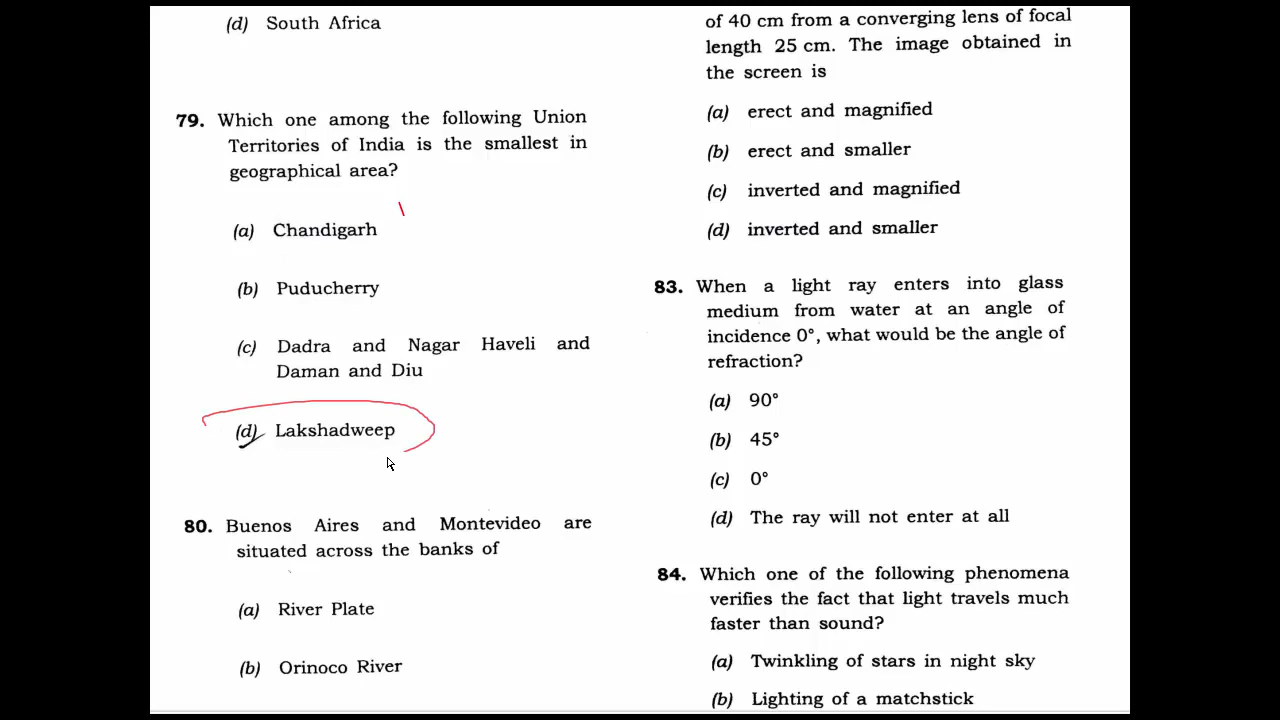 (d) South Africa
79. Which one among the following Union
Territories of India is the smallest in
geographical area?
(a) Chandigarh
(b) Puducherry
(c) Dadra and Nagar Haveli and
Daman and Diu
(d) Lakshadweep
80. Buenos Aires and Montevideo are
situated across the banks of
(a) River Plate
(b) Orinoco River
of 40 cm from a converging lens of focal
length 25 cm. The image obtained in
the screen is
(a) erect and magnified
(b) erect and smaller
(c) inverted and magnified
(d) inverted and smaller
83. When a light ray enters into glass
medium from water at an angle of
incidence 0°, what would be the angle of
refraction?
(a) 90°
(b) 45°
(c) 0°
(d) The ray will not enter at all
84. Which one of the following phenomena
verifies the fact that light travels much
faster than sound?
(a) Twinkling of stars in night sky
(b) Lighting of a matchstick